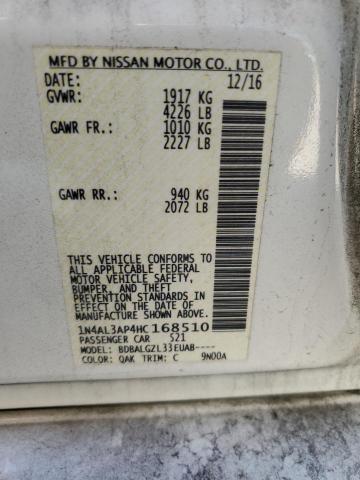 MFD BY NISSAN MOTOR CO., LTD.
DATE: 12/16
GVWR: 1917 KG
4226 LB
GAWR FR.: 1010 KG
2227 LB
GAWR RR.: 940 KG
2072 LB
THIS VEHICLE CONFORMS TO
ALL APPLICABLE FEDERAL
MOTOR VEHICLE SAFETY,
BUMPER, AND THEFT
PREVENTION STANDARDS IN
EFFECT ON THE DATE OF
MANUFACTURE SHOWN ABOVE.
1N4AL3AP4HC168510
PASSENGER CAR S21
MODEL: BDBALGZL33EUAB----
COLOR: QAK TRIM: C 9N00A